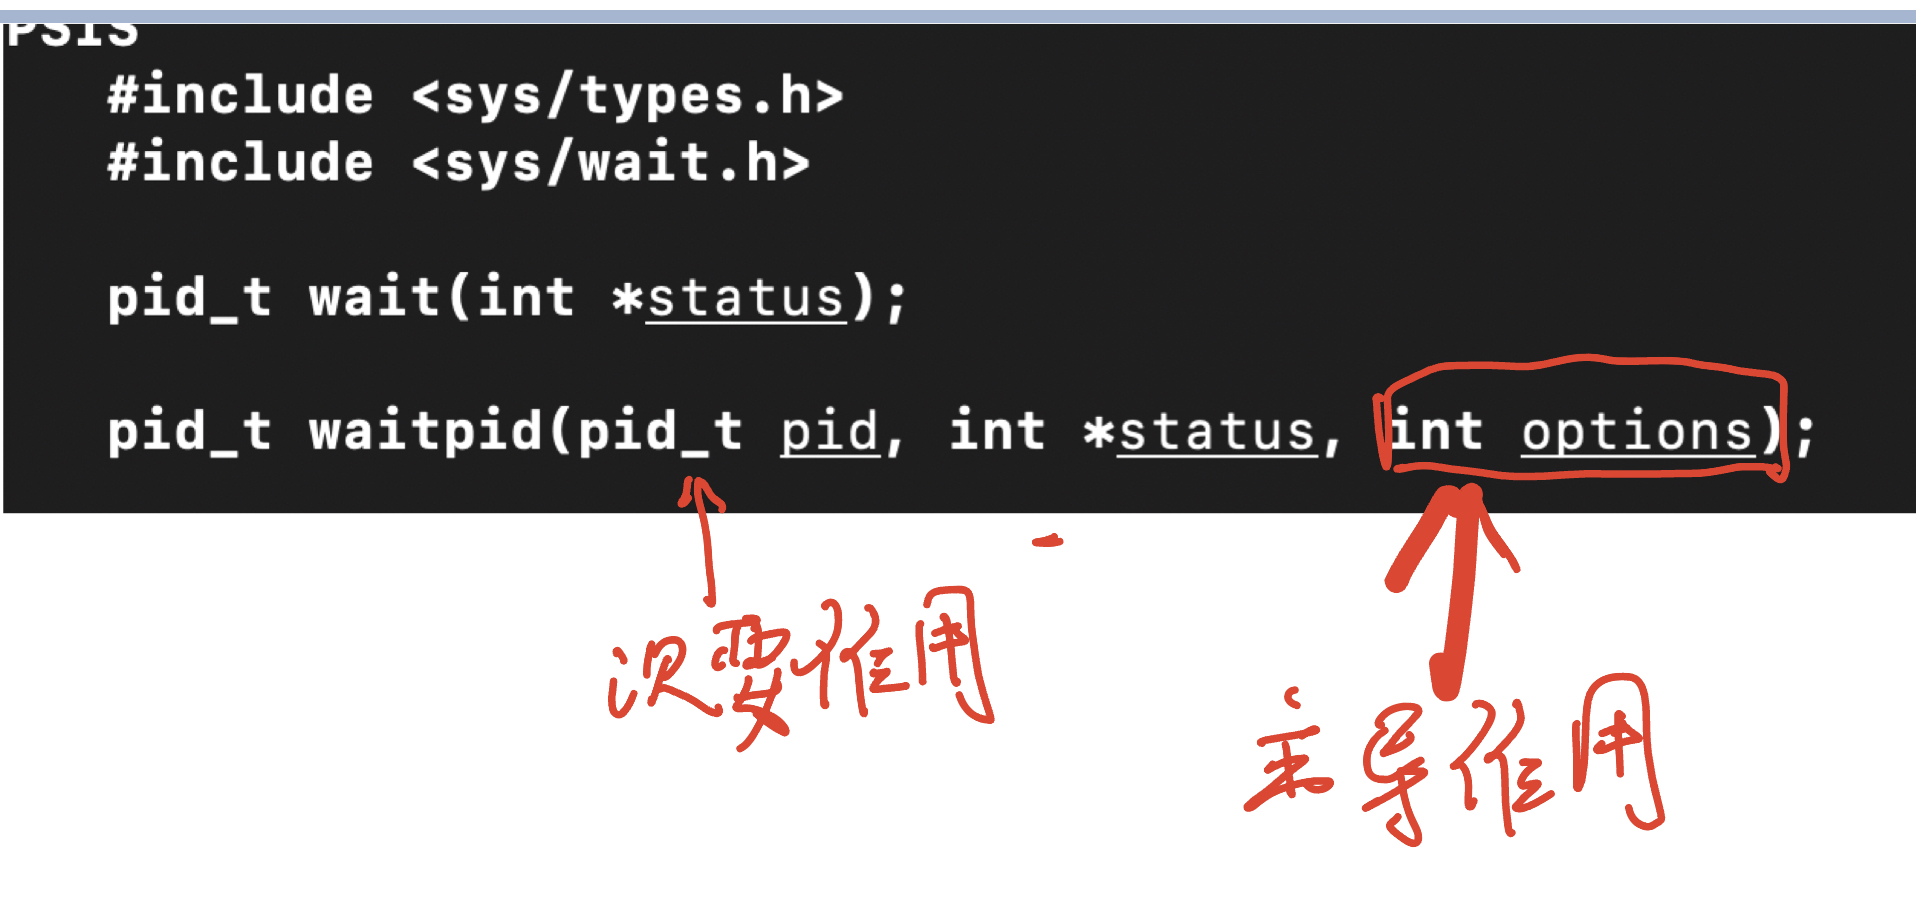 PSIS
#include <sys/types.h>
#include <sys/wait.h>
pid_t wait(int *status);
pid_t waitpid(pid_t pid, int *status, int options);
次要作用
主导作用